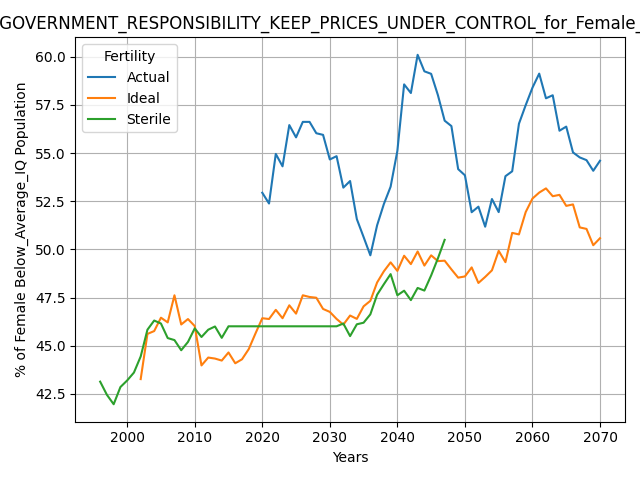 GOVERNMENT_RESPONSIBILITY_KEEP_PRICES_UNDER_CONTROL_for_Female_
Fertility
Actual
Ideal
Sterile
% of Female Below_Average_IQ Population
60.0
57.5
55.0
52.5
50.0
47.5
45.0
42.5
2000 2010 2020 2030 2040 2050 2060 2070
Years